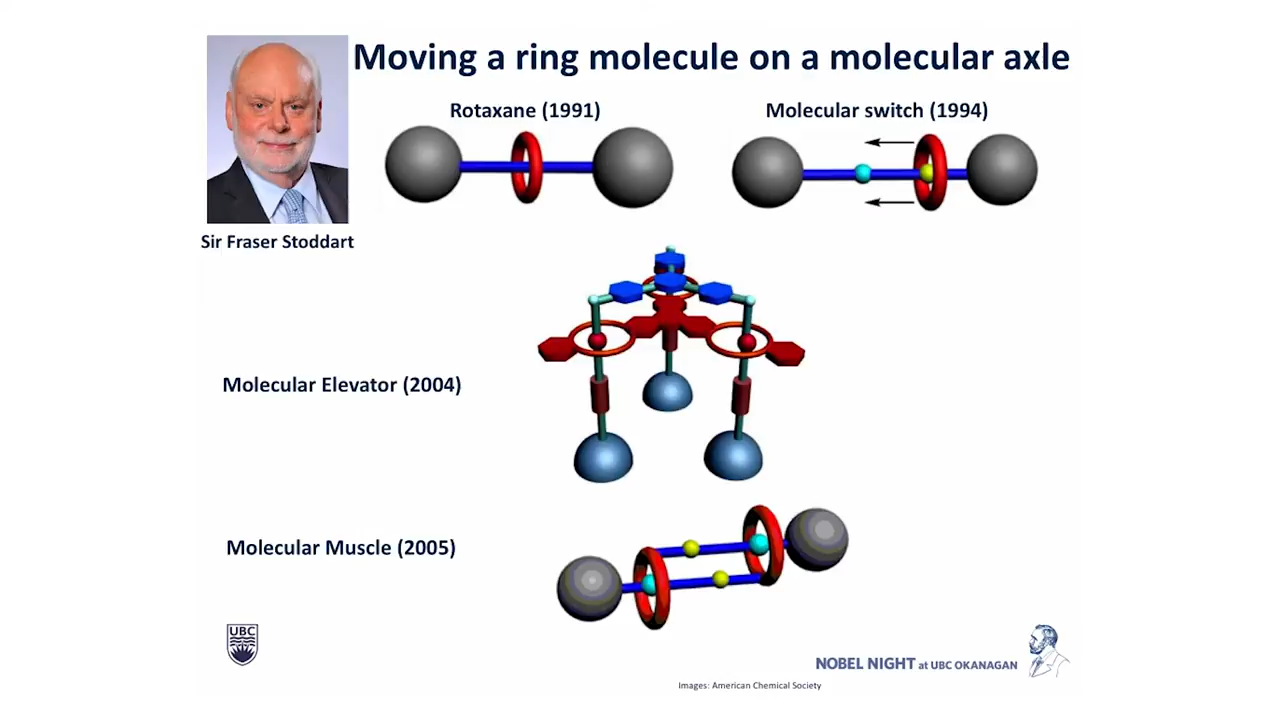 Moving a ring molecule on a molecular axle
Rotaxane (1991)
Molecular switch (1994)
Sir Fraser Stoddart
Molecular Elevator (2004)
Molecular Muscle (2005)
UBC
NOBEL NIGHT at UBC OKANAGAN
Images: American Chemical Society